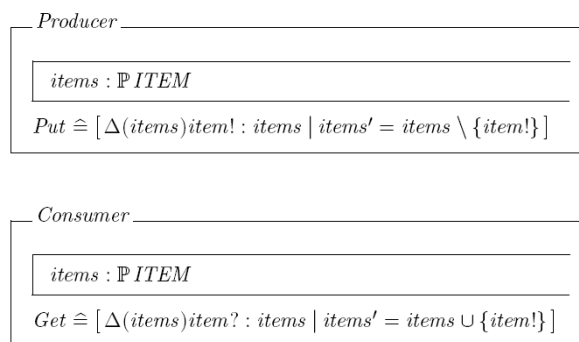 Producer
items : ℙ ITEM
Put ≙ [ Δ(items)item! : items | items′ = items \ {item!} ]
Consumer
items : ℙ ITEM
Get ≙ [ Δ(items)item? : items | items′ = items ∪ {item!} ]